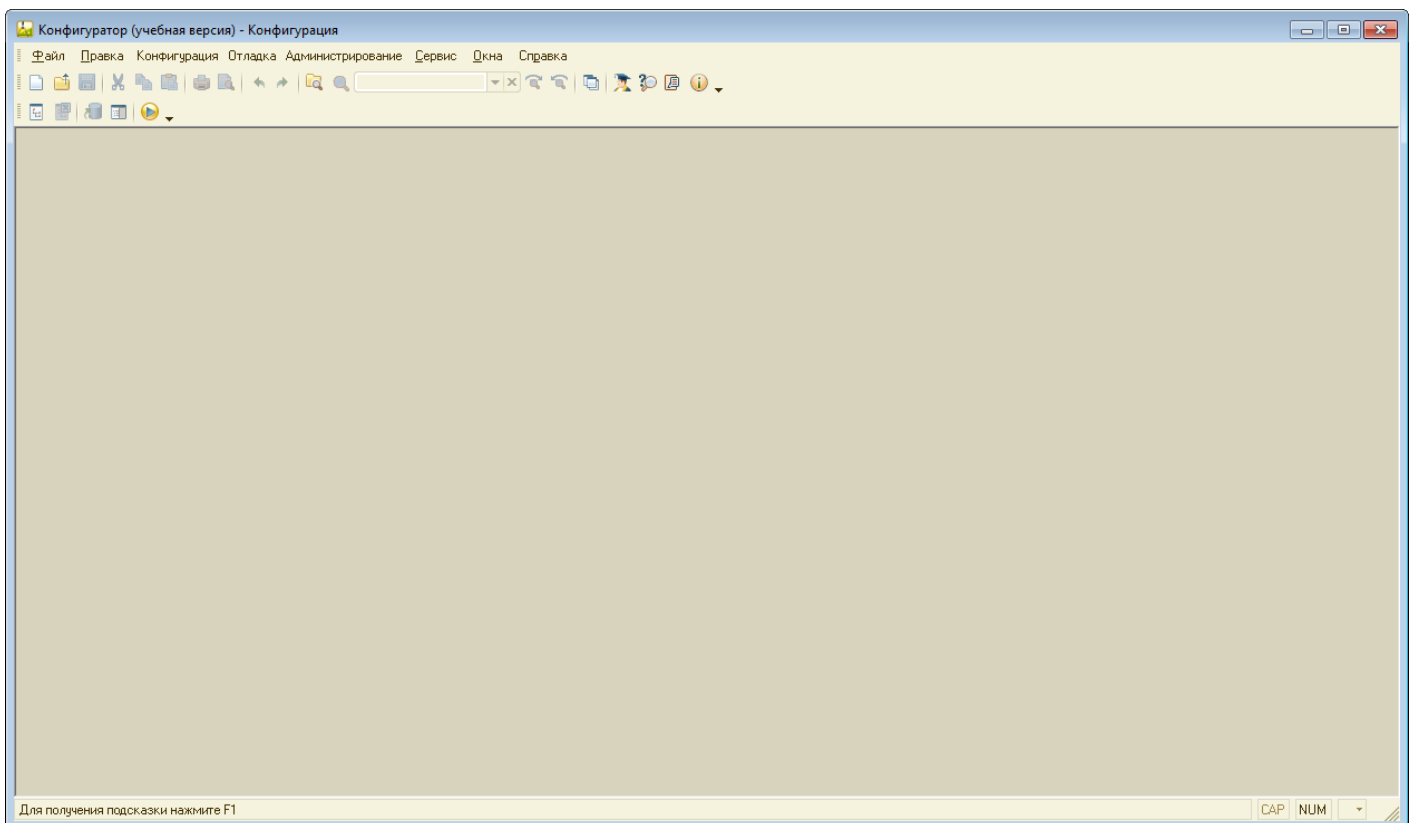 Конфигуратор (учебная версия) - Конфигурация
Файл Правка Конфигурация Отладка Администрирование Сервис Окна Справка
Для получения подсказки нажмите F1 CAP NUM